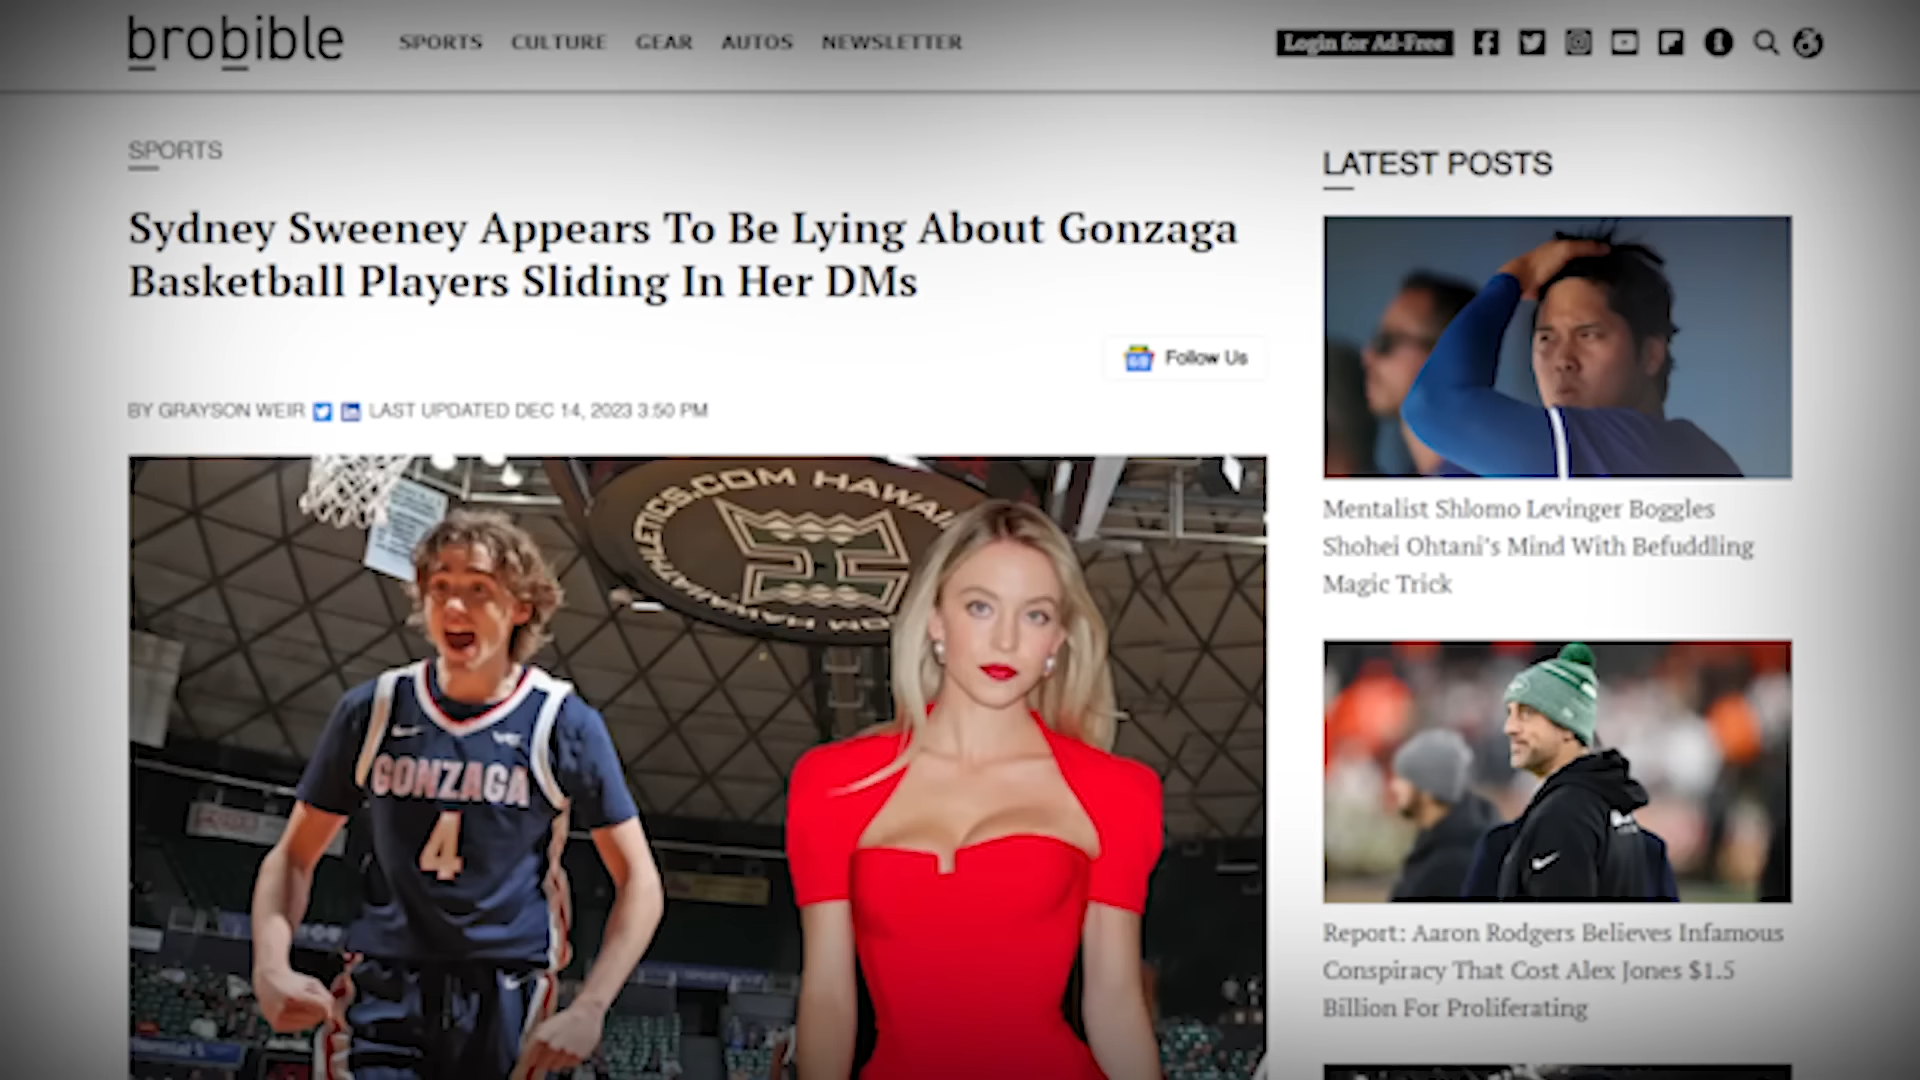 brobible
SPORTS CULTURE GEAR AUTOS NEWSLETTER
Login for Ad-Free
SPORTS
Sydney Sweeney Appears To Be Lying About Gonzaga
Basketball Players Sliding In Her DMs
Follow Us
BY GRAYSON WEIR LAST UPDATED DEC 14, 2023 3:50 PM
ATHLETICS.COM HAWAII
GONZAGA
4
LATEST POSTS
Mentalist Shlomo Levinger Boggles
Shohei Ohtani's Mind With Befuddling
Magic Trick
Report: Aaron Rodgers Believes Infamous
Conspiracy That Cost Alex Jones $1.5
Billion For Proliferating